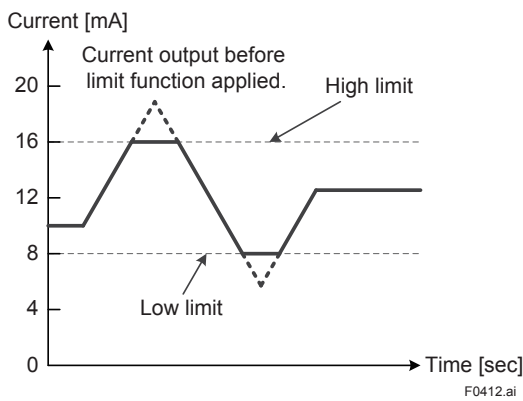 Current [mA]
Current output before
limit function applied.
20
High limit
16
12
8
4
Low limit
0
Time [sec]
F0412.ai